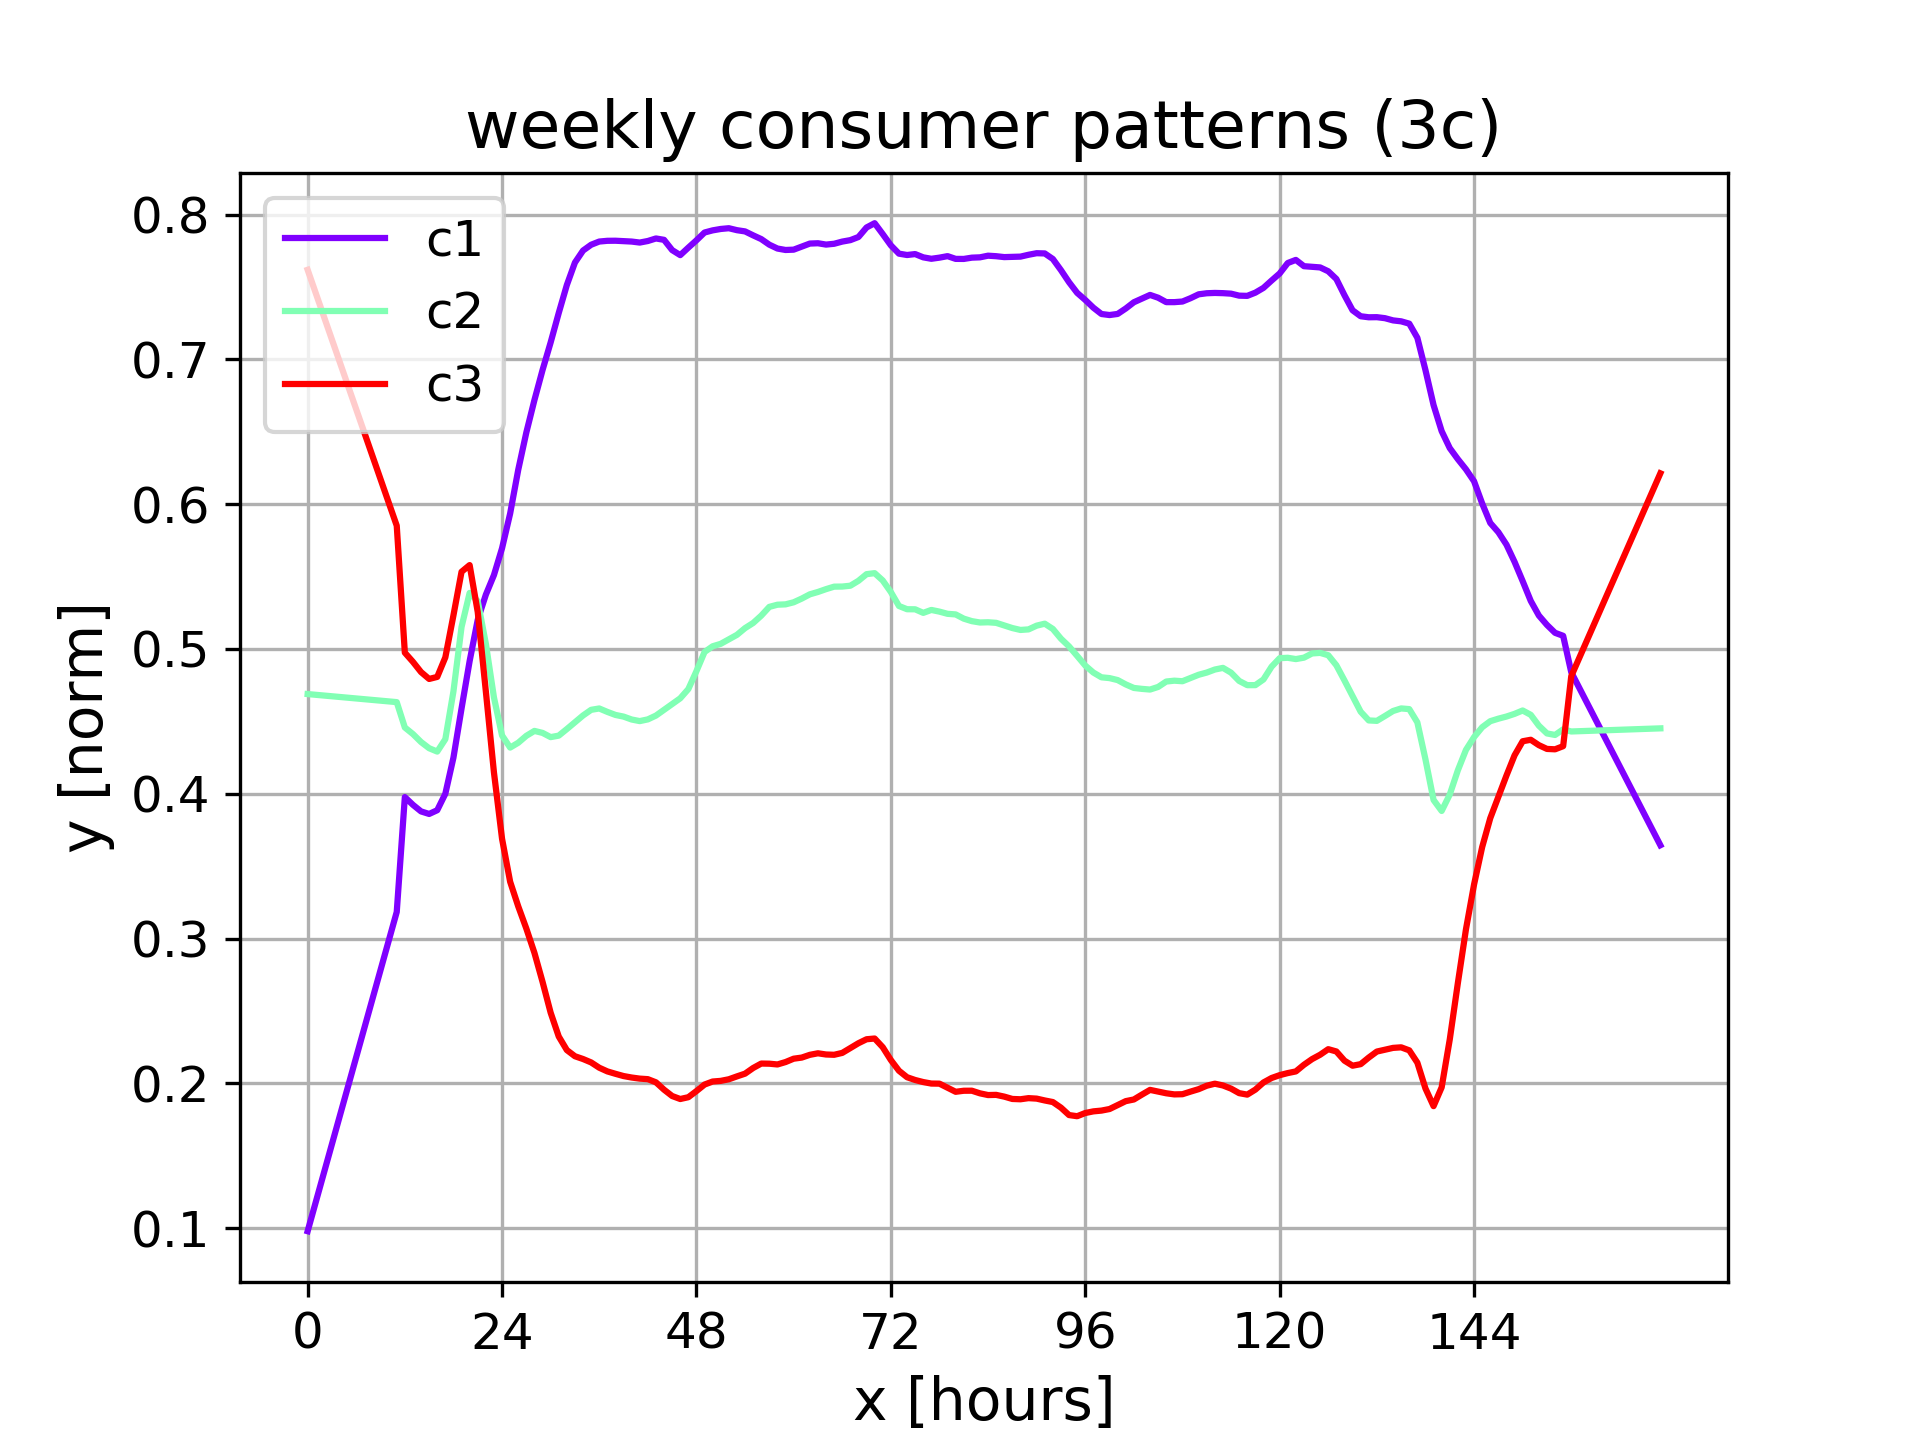 weekly consumer patterns (3c)
c1
c2
c3
0.8
0.7
0.6
0.5
0.4
0.3
0.2
0.1
y [norm]
0 24 48 72 96 120 144
x [hours]